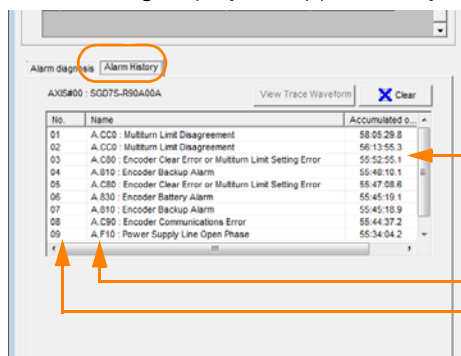 Alarm diagnosis Alarm History
AXIS#00 : SGD7S-R90A00A View Trace Waveform Clear
No. Name Accumulated o...
01 A.CC0 : Multiturn Limit Disagreement 58:05:29.8
02 A.CC0 : Multiturn Limit Disagreement 56:13:55.3
03 A.C80 : Encoder Clear Error or Multiturn Limit Setting Error 55:52:55.1
04 A.810 : Encoder Backup Alarm 55:48:10.1
05 A.C80 : Encoder Clear Error or Multiturn Limit Setting Error 55:47:08.6
06 A.830 : Encoder Battery Alarm 55:45:19.1
07 A.810 : Encoder Backup Alarm 55:45:18.9
08 A.C90 : Encoder Communications Error 55:44:37.2
09 A.F10 : Power Supply Line Open Phase 55:34:04.2